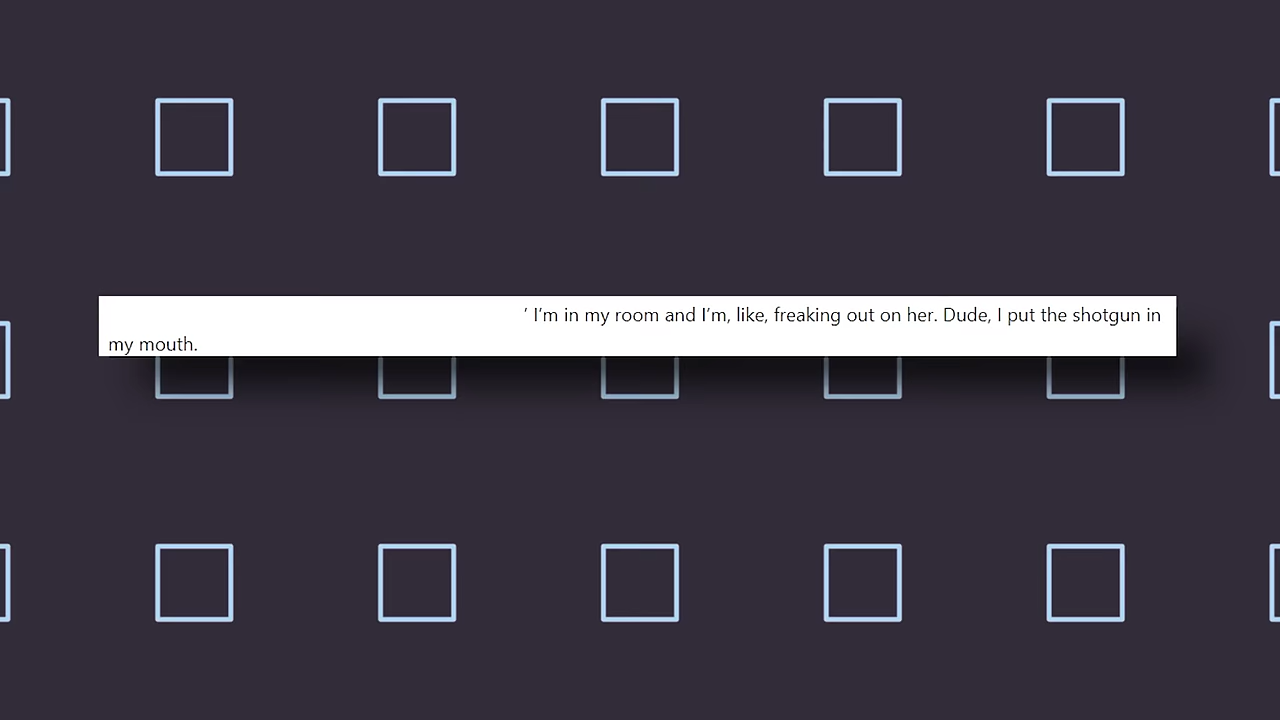 ’ I’m in my room and I’m, like, freaking out on her. Dude, I put the shotgun in
my mouth.